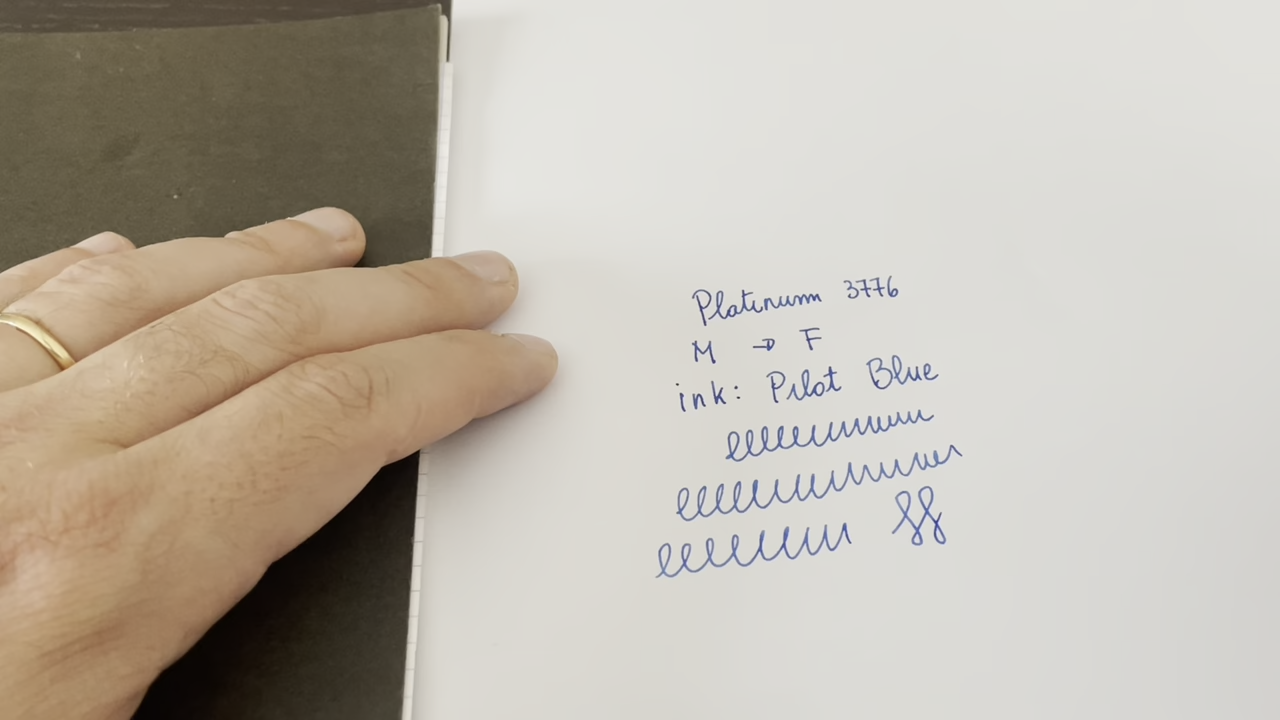 Platinum 3776
M → F
ink: Pilot Blue